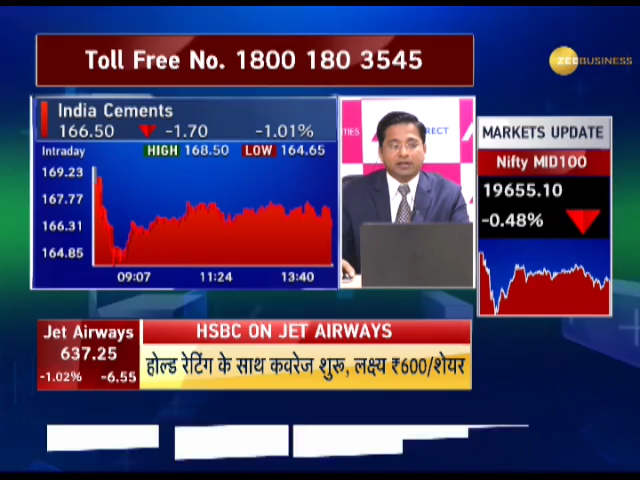 Toll Free No. 1800 180 3545
ZEEBUSINESS
India Cements
166.50 -1.70 -1.01%
Intraday HIGH 168.50 LOW 164.65
169.23
167.77
166.31
164.85
09:07 11:24 13:40
ITIES
DIRECT
MARKETS UPDATE
Nifty MID100
19655.10
-0.48%
Jet Airways
637.25
-1.02% -6.55
HSBC ON JET AIRWAYS
होल्ड रेटिंग के साथ कवरेज शुरू, लक्ष्य ₹600/शेयर